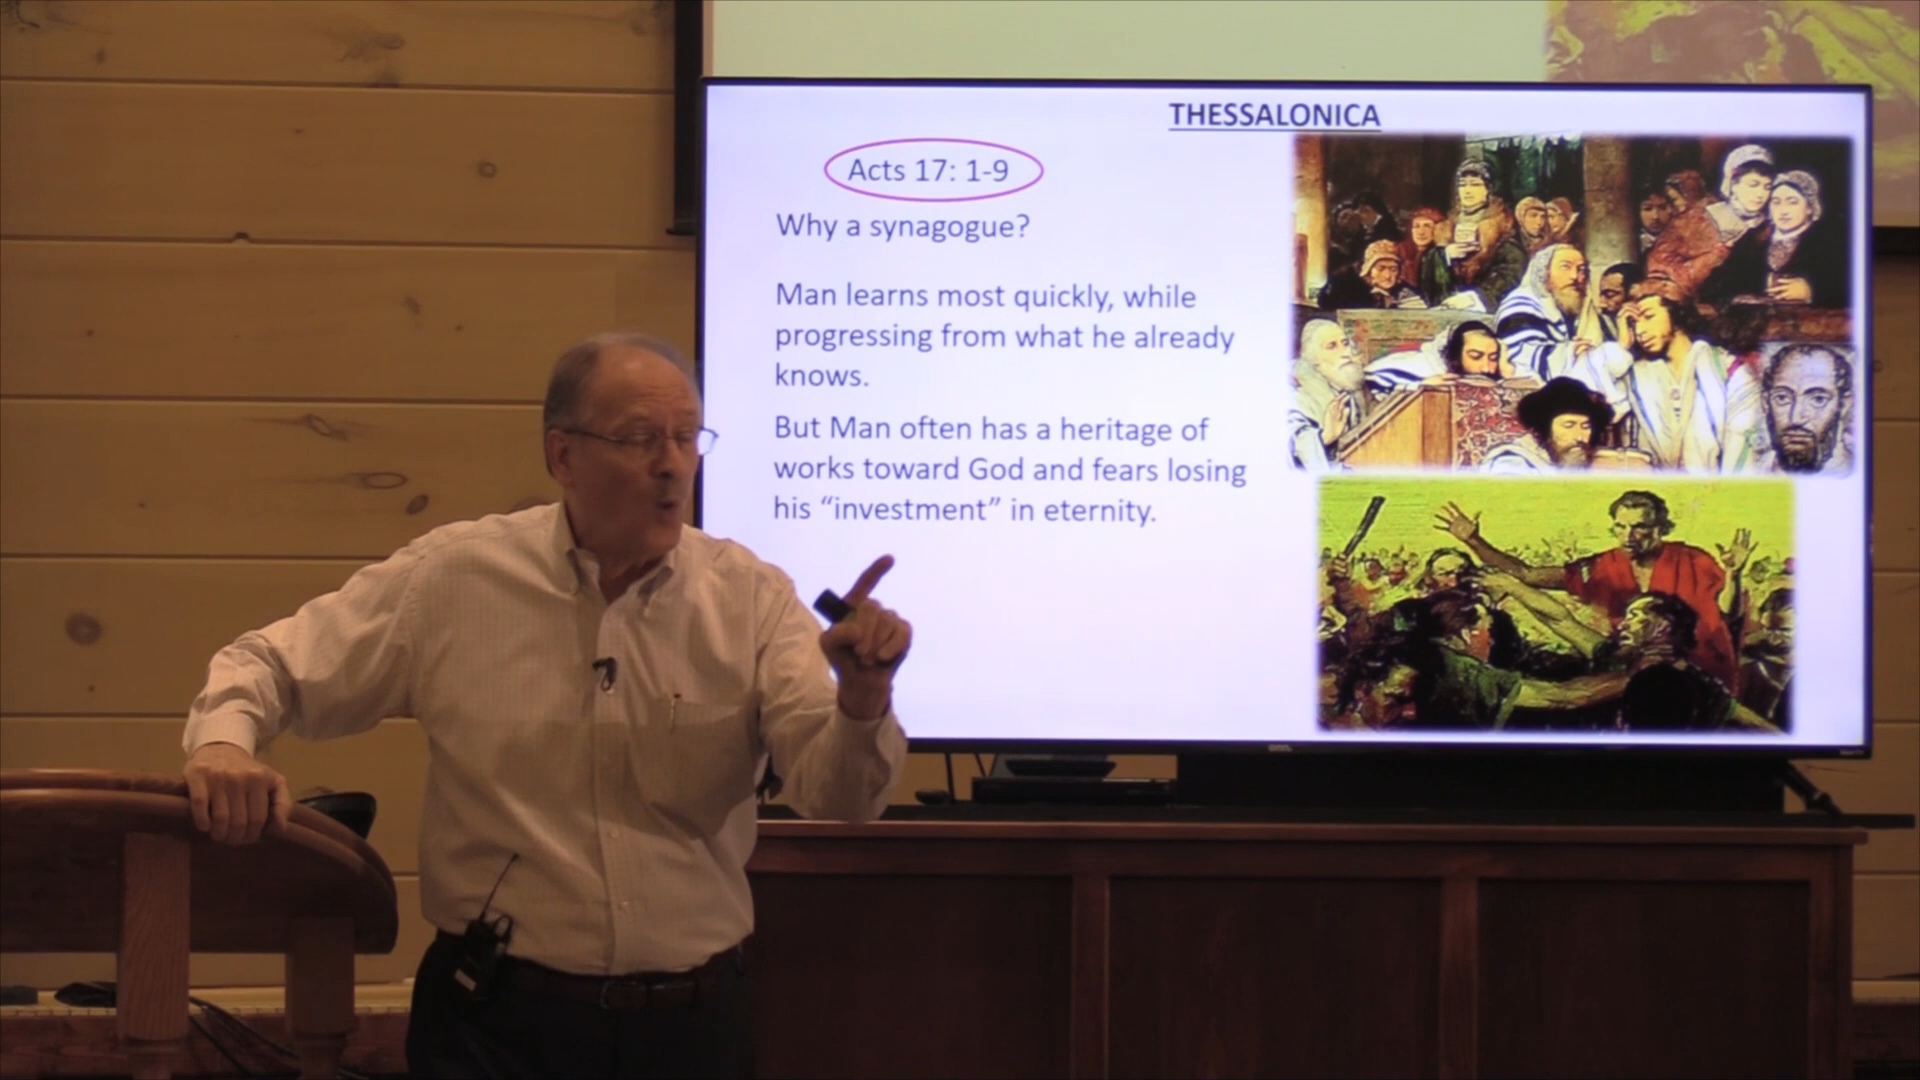 THESSALONICA
Acts 17: 1-9
Why a synagogue?
Man learns most quickly, while
progressing from what he already
knows.
But Man often has a heritage of
works toward God and fears losing
his “investment” in eternity.